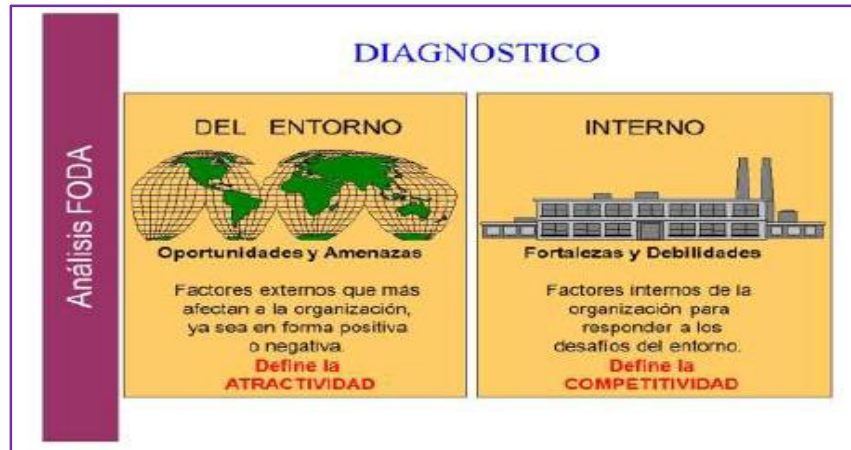 Análisis FODA
DIAGNOSTICO
DEL ENTORNO
Oportunidades y Amenazas
Factores externos que más
afectan a la organización,
ya sea en forma positiva
o negativa.
Define la
ATRACTIVIDAD
INTERNO
Fortalezas y Debilidades
Factores internos de la
organización para
responder a los
desafíos del entorno.
Define la
COMPETITIVIDAD